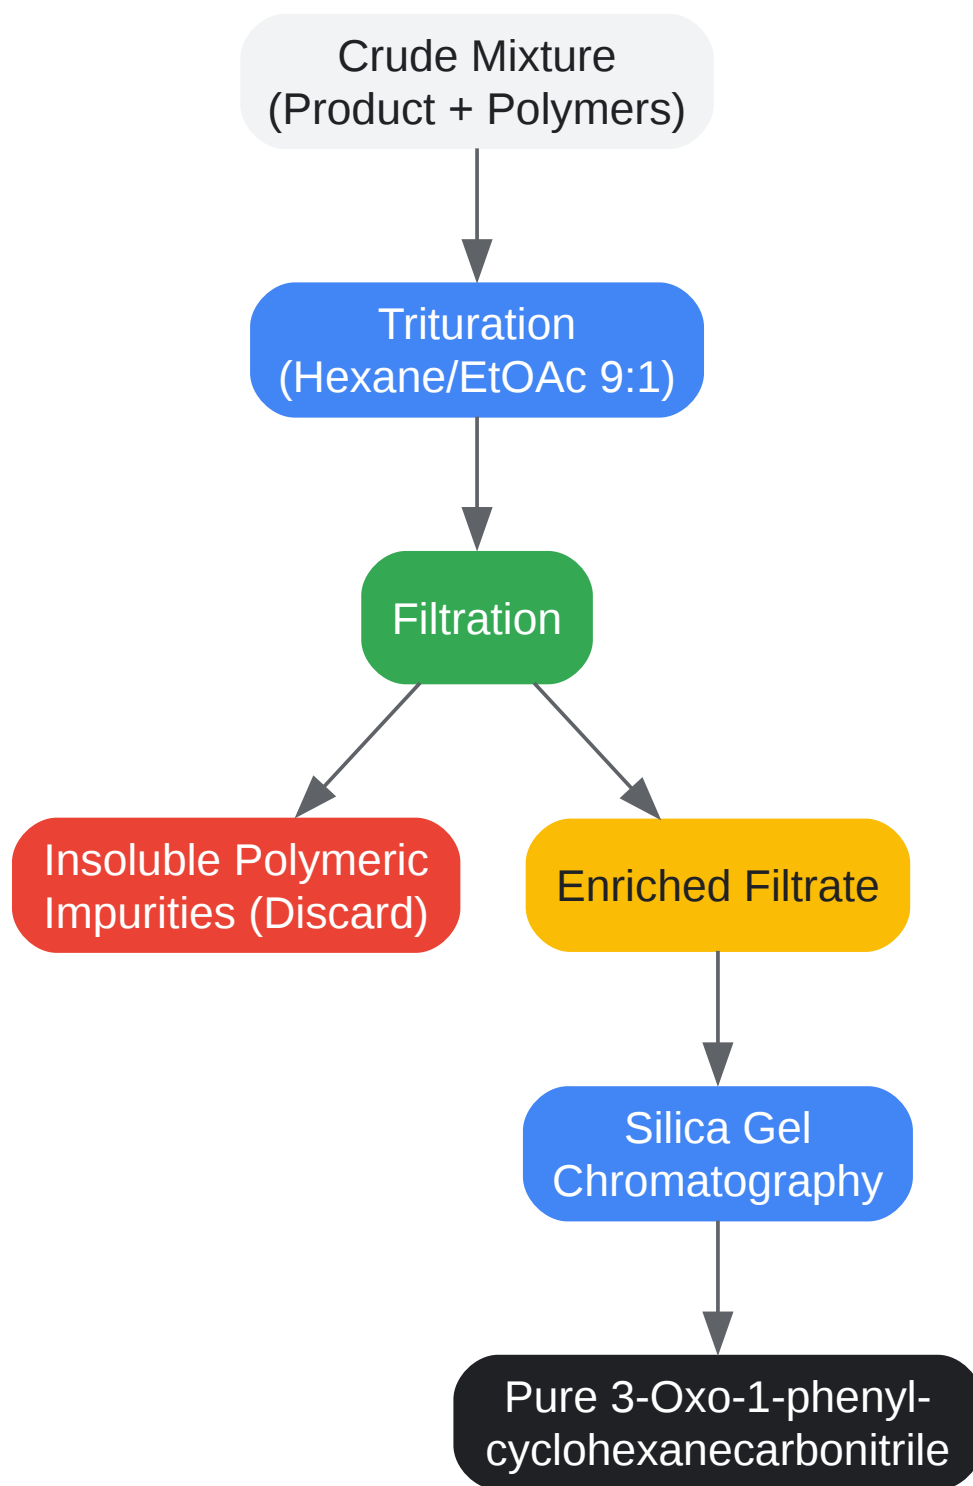 Crude Mixture
(Product + Polymers)
Trituration
(Hexane/EtOAc 9:1)
Filtration
Insoluble Polymeric
Impurities (Discard)
Enriched Filtrate
Silica Gel
Chromatography
Pure 3-Oxo-1-phenyl-
cyclohexanecarbonitrile